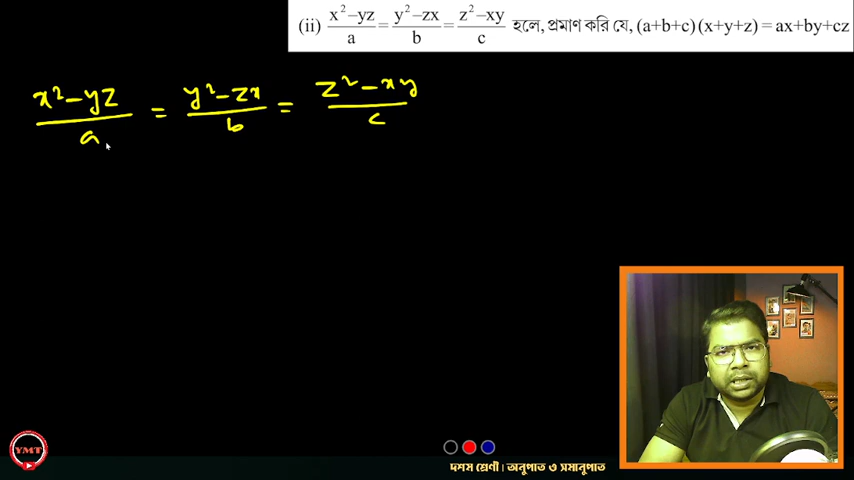 (ii) x²–yz/a = y²–zx/b = z²–xy/c হলে, প্রমাণ করি যে, (a+b+c)(x+y+z) = ax+by+cz
x²–yz/a = y²–zx/b = z²–xy/c
YMT
দশম শ্রেণী। অনুপাত ও সমানুপাত